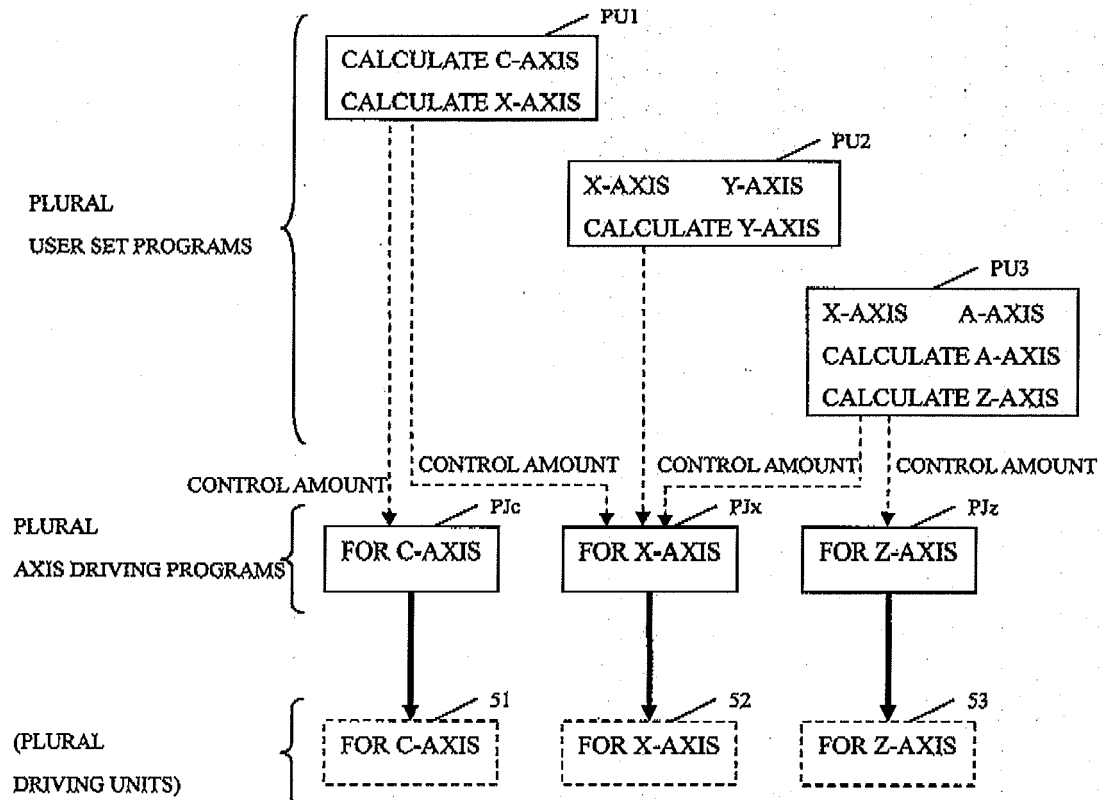 PU1
CALCULATE C-AXIS
CALCULATE X-AXIS
PU2
X-AXIS Y-AXIS
CALCULATE Y-AXIS
PLURAL
USER SET PROGRAMS
PU3
X-AXIS A-AXIS
CALCULATE A-AXIS
CALCULATE Z-AXIS
CONTROL AMOUNT
CONTROL AMOUNT
CONTROL AMOUNT
CONTROL AMOUNT
PLURAL
AXIS DRIVING PROGRAMS
PJc
FOR C-AXIS
PJx
FOR X-AXIS
PJz
FOR Z-AXIS
(PLURAL
DRIVING UNITS)
51
FOR C-AXIS
52
FOR X-AXIS
53
FOR Z-AXIS